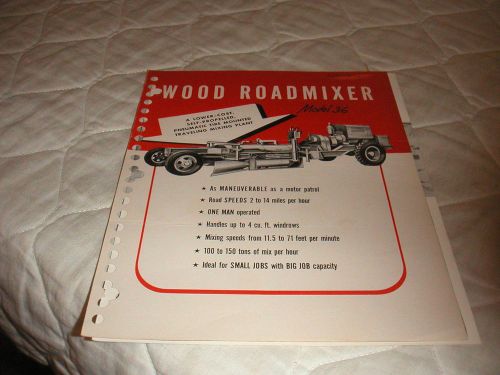 WOOD ROADMIXER
Model 36
A LOWER-COST,
SELF-PROPELLED,
PNEUMATIC TIRE MOUNTED
TRAVELING MIXING PLANT
★ As MANEUVERABLE as a motor patrol
★ Road SPEEDS 2 to 14 miles per hour
★ ONE MAN operated
★ Handles up to 4 cu. ft. windrows
★ Mixing speeds from 11.5 to 71 feet per minute
★ 100 to 150 tons of mix per hour
★ Ideal for SMALL JOBS with BIG JOB capacity